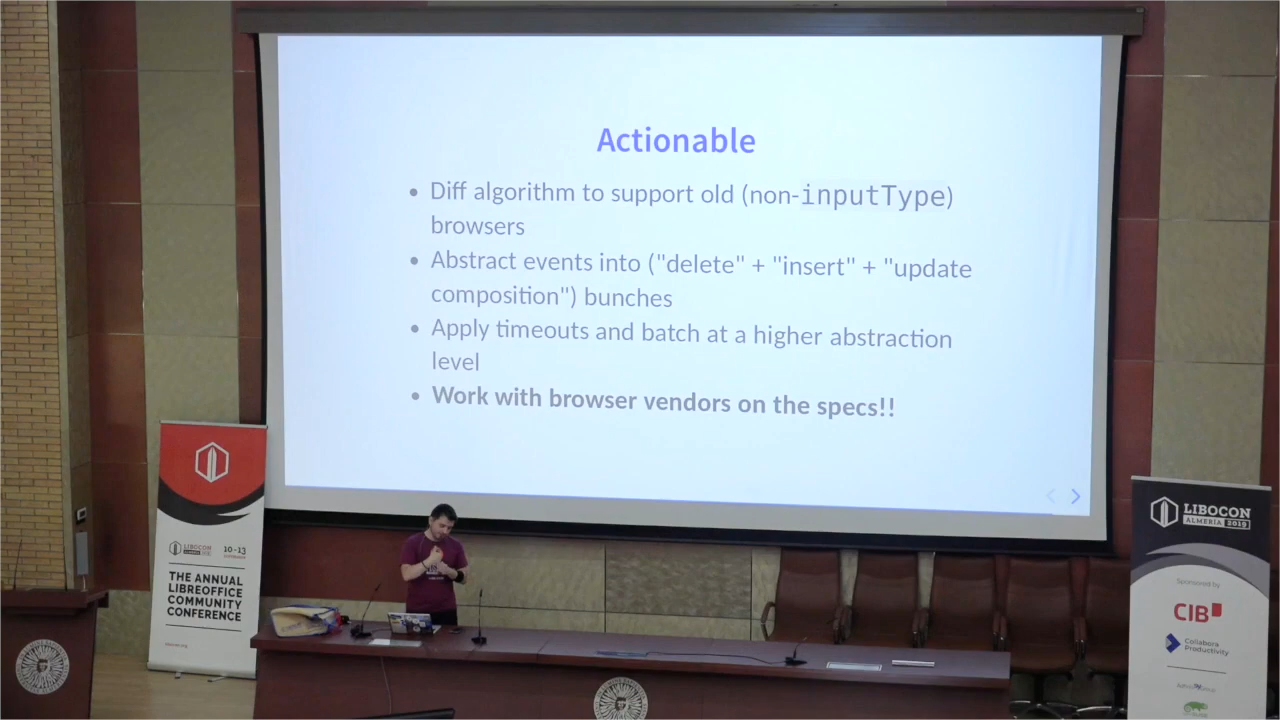 Actionable
• Diff algorithm to support old (non-inputType)
browsers
• Abstract events into ("delete" + "insert" + "update
composition") bunches
• Apply timeouts and batch at a higher abstraction
level
• Work with browser vendors on the specs!!
LIBOCON
10-13
THE ANNUAL
LIBREOFFICE
COMMUNITY
CONFERENCE
LIBOCON
ALMERÍA 2019
Sponsored by
CIB
Collabora
Productivity